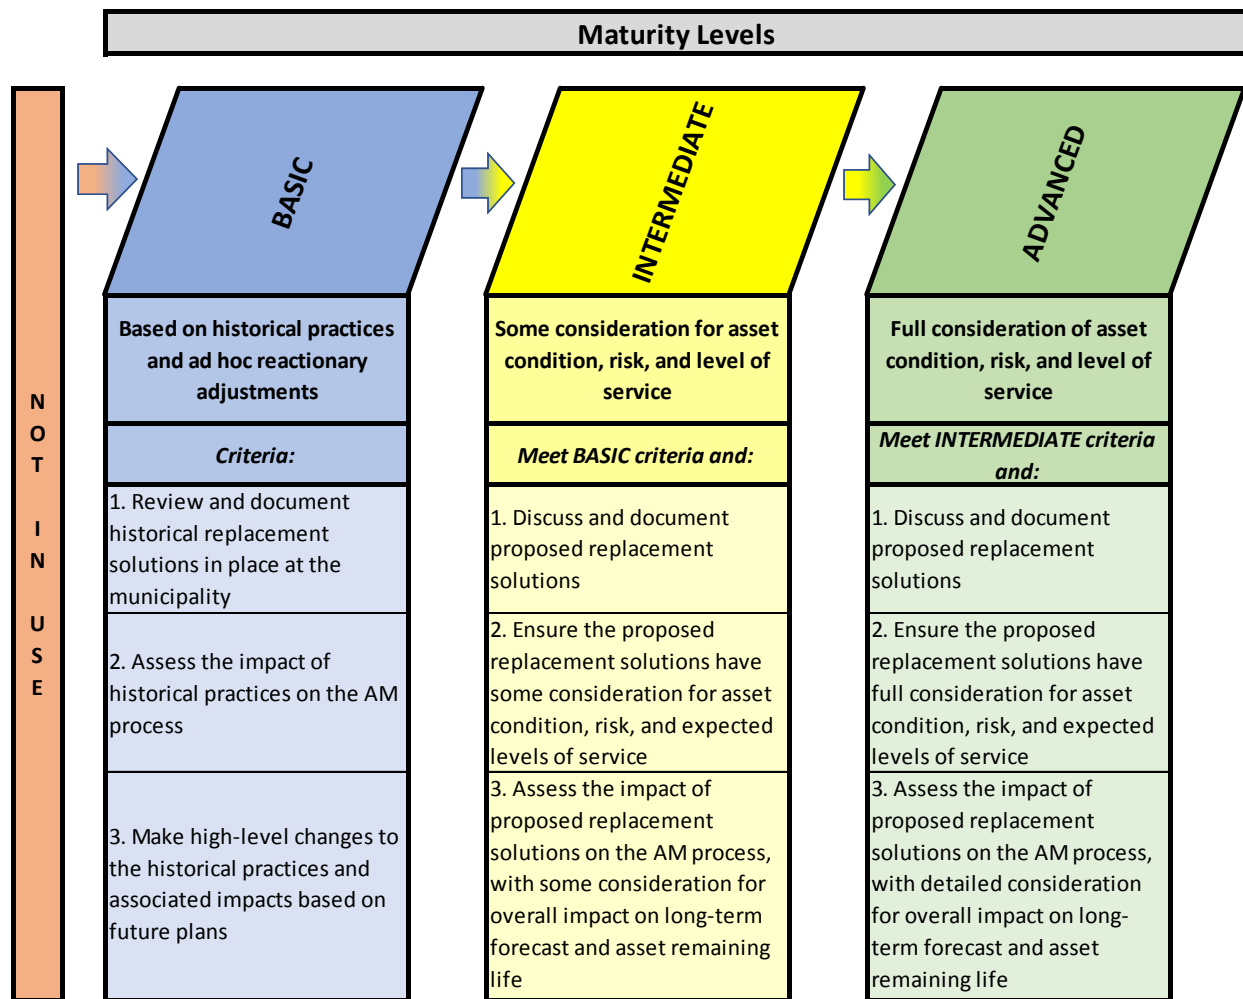 Maturity Levels
N
O
T
I
N
U
S
E
BASIC
Based on historical practices
and ad hoc reactionary
adjustments
Criteria:
1. Review and document
historical replacement
solutions in place at the
municipality
2. Assess the impact of
historical practices on the AM
process
3. Make high-level changes to
the historical practices and
associated impacts based on
future plans
INTERMEDIATE
Some consideration for asset
condition, risk, and level of
service
Meet BASIC criteria and:
1. Discuss and document
proposed replacement
solutions
2. Ensure the proposed
replacement solutions have
some consideration for asset
condition, risk, and expected
levels of service
3. Assess the impact of
proposed replacement
solutions on the AM process,
with some consideration for
overall impact on long-term
forecast and asset remaining
life
ADVANCED
Full consideration of asset
condition, risk, and level of
service
Meet INTERMEDIATE criteria
and:
1. Discuss and document
proposed replacement
solutions
2. Ensure the proposed
replacement solutions have
full consideration for asset
condition, risk, and expected
levels of service
3. Assess the impact of
proposed replacement
solutions on the AM process,
with detailed consideration
for overall impact on long-
term forecast and asset
remaining life